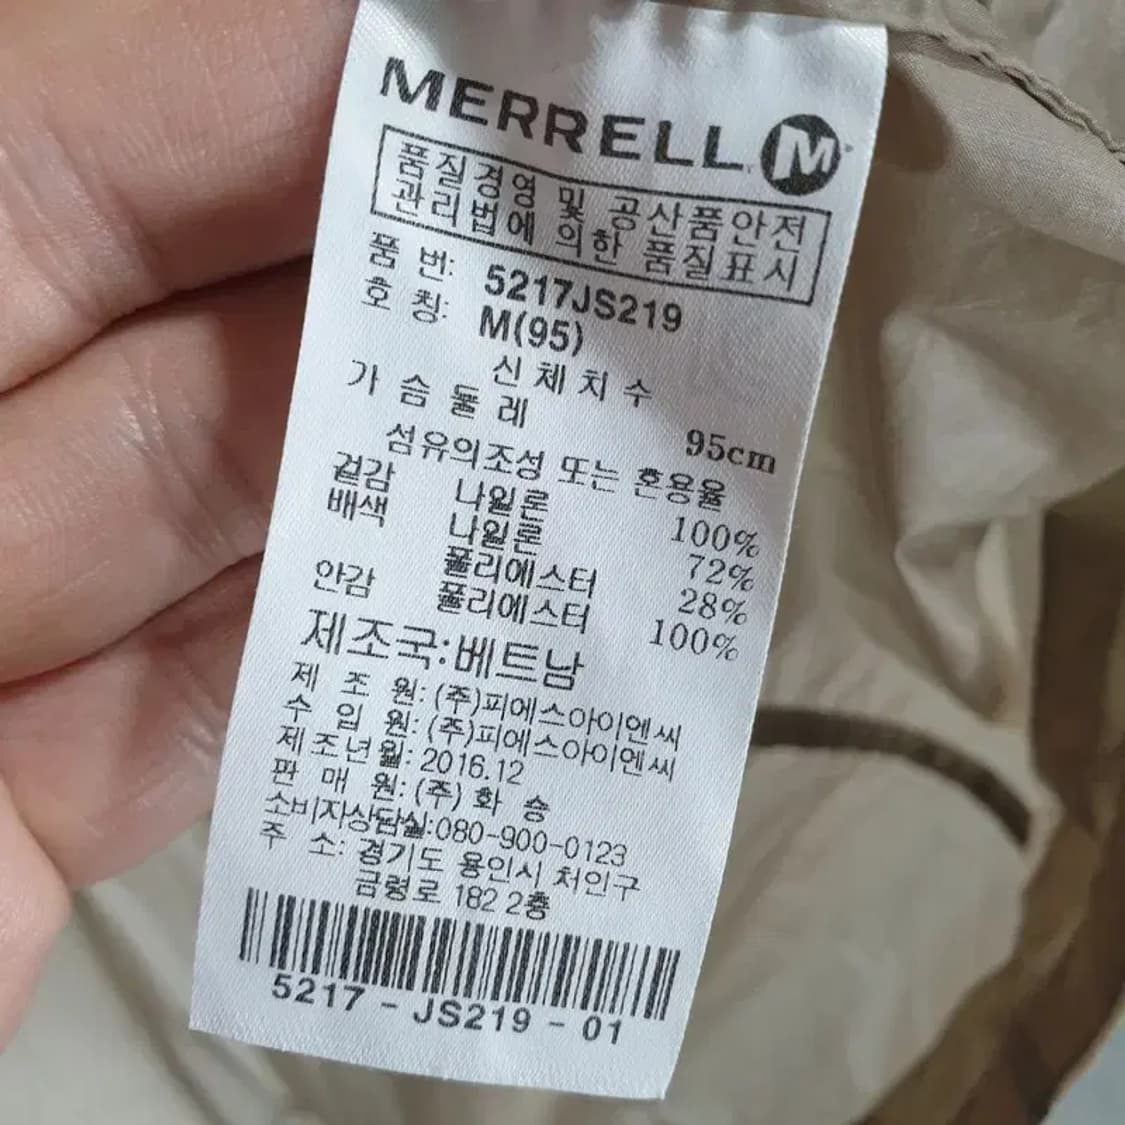 MERRELL M
품질경영 및 공산품안전
관리법에 의한 품질표시
품 번: 5217JS219
호 칭: M(95)
신체치수
가슴둘레 95cm
섬유의조성 또는 혼용율
겉감 나일론 100%
배색 나일론 72%
폴리에스터 28%
안감 폴리에스터 100%
제조국:베트남
제 조 원: (주)피에스아이엔씨
수 입 원: (주)피에스아이엔씨
제조년월: 2016.12
판 매 원: (주) 화 승
소비자상담실:080-900-0123
주 소: 경기도 용인시 처인구
금령로 182 2층
5217 - JS219 - 01